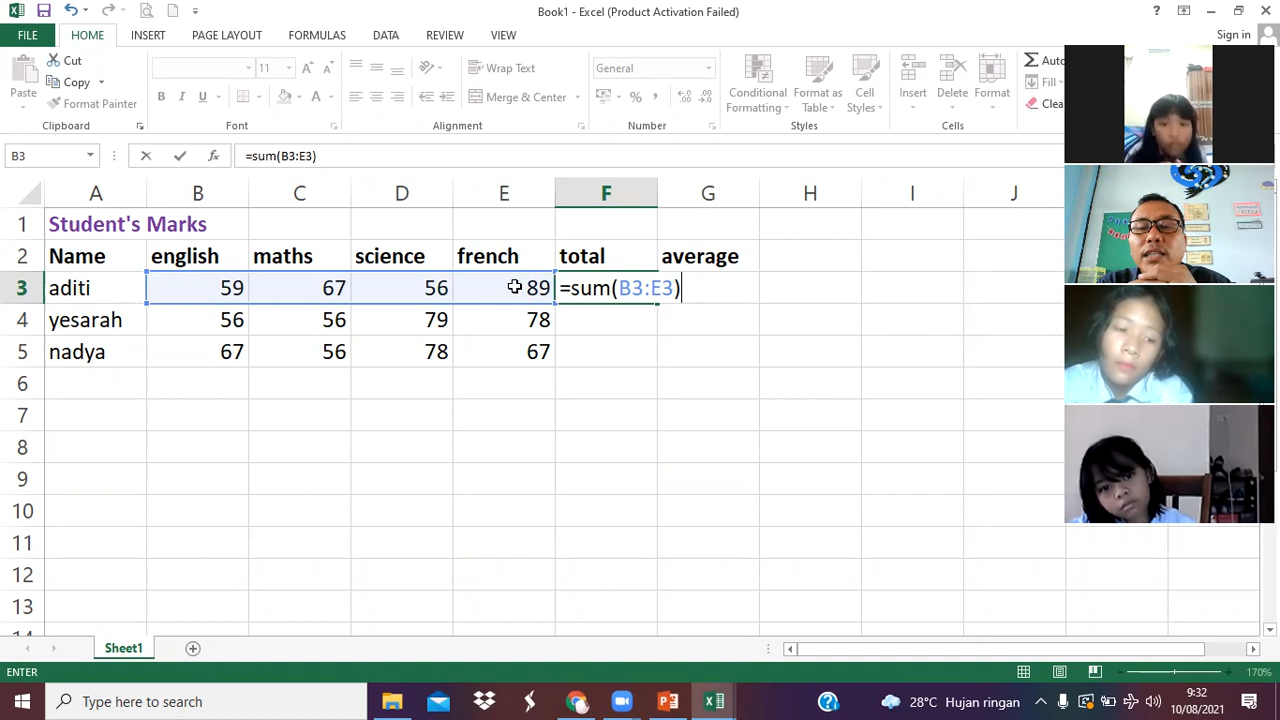 Book1 - Excel (Product Activation Failed)
FILE HOME INSERT PAGE LAYOUT FORMULAS DATA REVIEW VIEW Sign in
Paste
Cut
Copy
Format Painter
Clipboard
11 A A
B I U A
Font
Wrap Text
Merge & Center
Alignment
General
%
Number
Conditional Formatting
Format as Table
Cell Styles
Styles
Insert Delete Format
Cells
Auto
Fill
Clea
B3 fx =sum(B3:E3)
A B C D E F G H I J
1 Student's Marks
2 Name english maths science french total average
3 aditi 59 67 56 89 =sum(B3:E3)
4 yesarah 56 56 79 78
5 nadya 67 56 78 67
6
7
8
9
10
11
12
13
Sheet1
ENTER 170%
Type here to search
28°C Hujan ringan
9:32
10/08/2021